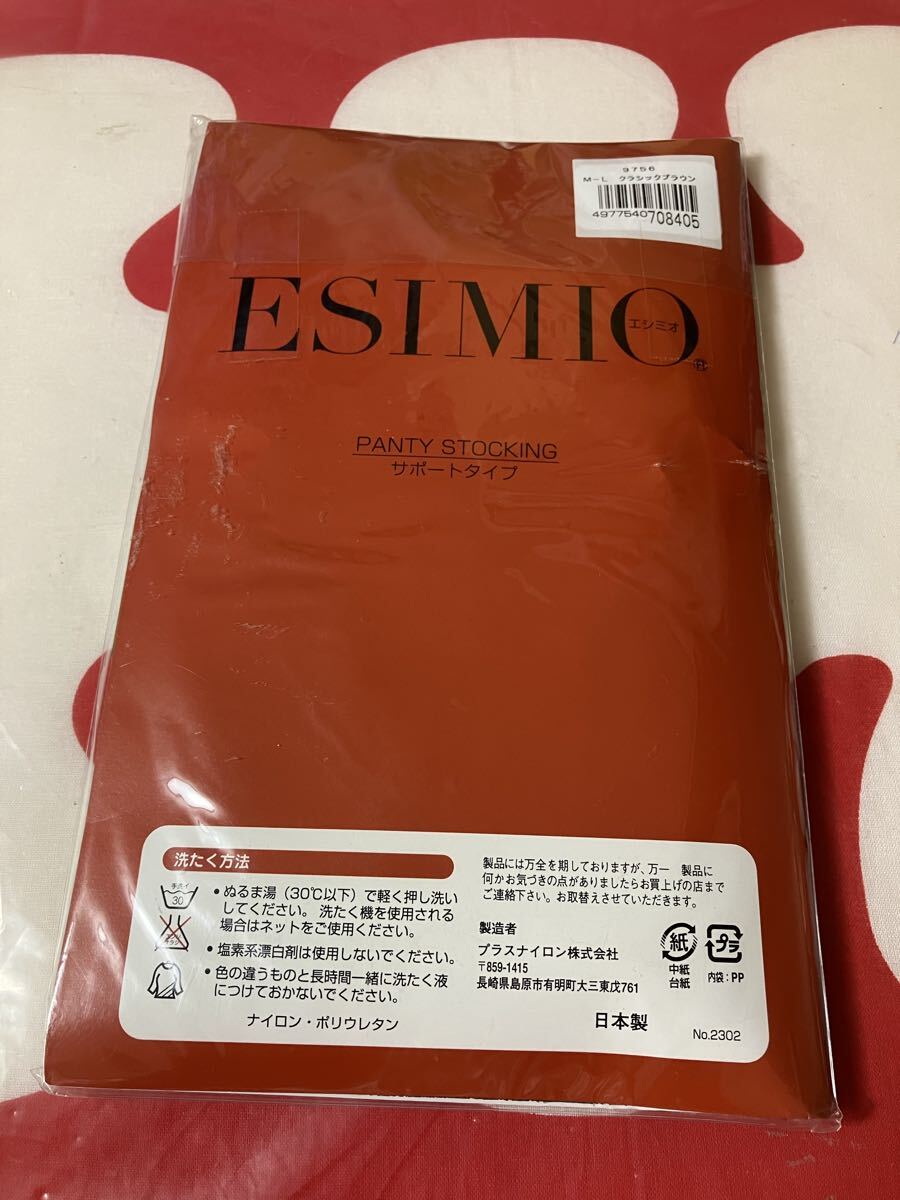 9756
M-L クラシックブラウン
4977540708405
ESIMIO
エシミオ
PANTY STOCKING
サポートタイプ
洗たく方法
手洗イ
30
・ぬるま湯（30℃以下）で軽く押し洗い
してください。洗たく機を使用される
場合はネットをご使用ください。
・塩素系漂白剤は使用しないでください。
・色の違うものと長時間一緒に洗たく液
につけておかないでください。
ナイロン・ポリウレタン
製品には万全を期しておりますが、万一 製品に
何かお気づきの点がありましたらお買上げの店まで
ご連絡下さい。お取替えさせていただきます。
製造者
プラスナイロン株式会社
〒859-1415
長崎県島原市有明町大三東戊761
日本製
紙
中紙
台紙
プラ
内袋：PP
No.2302